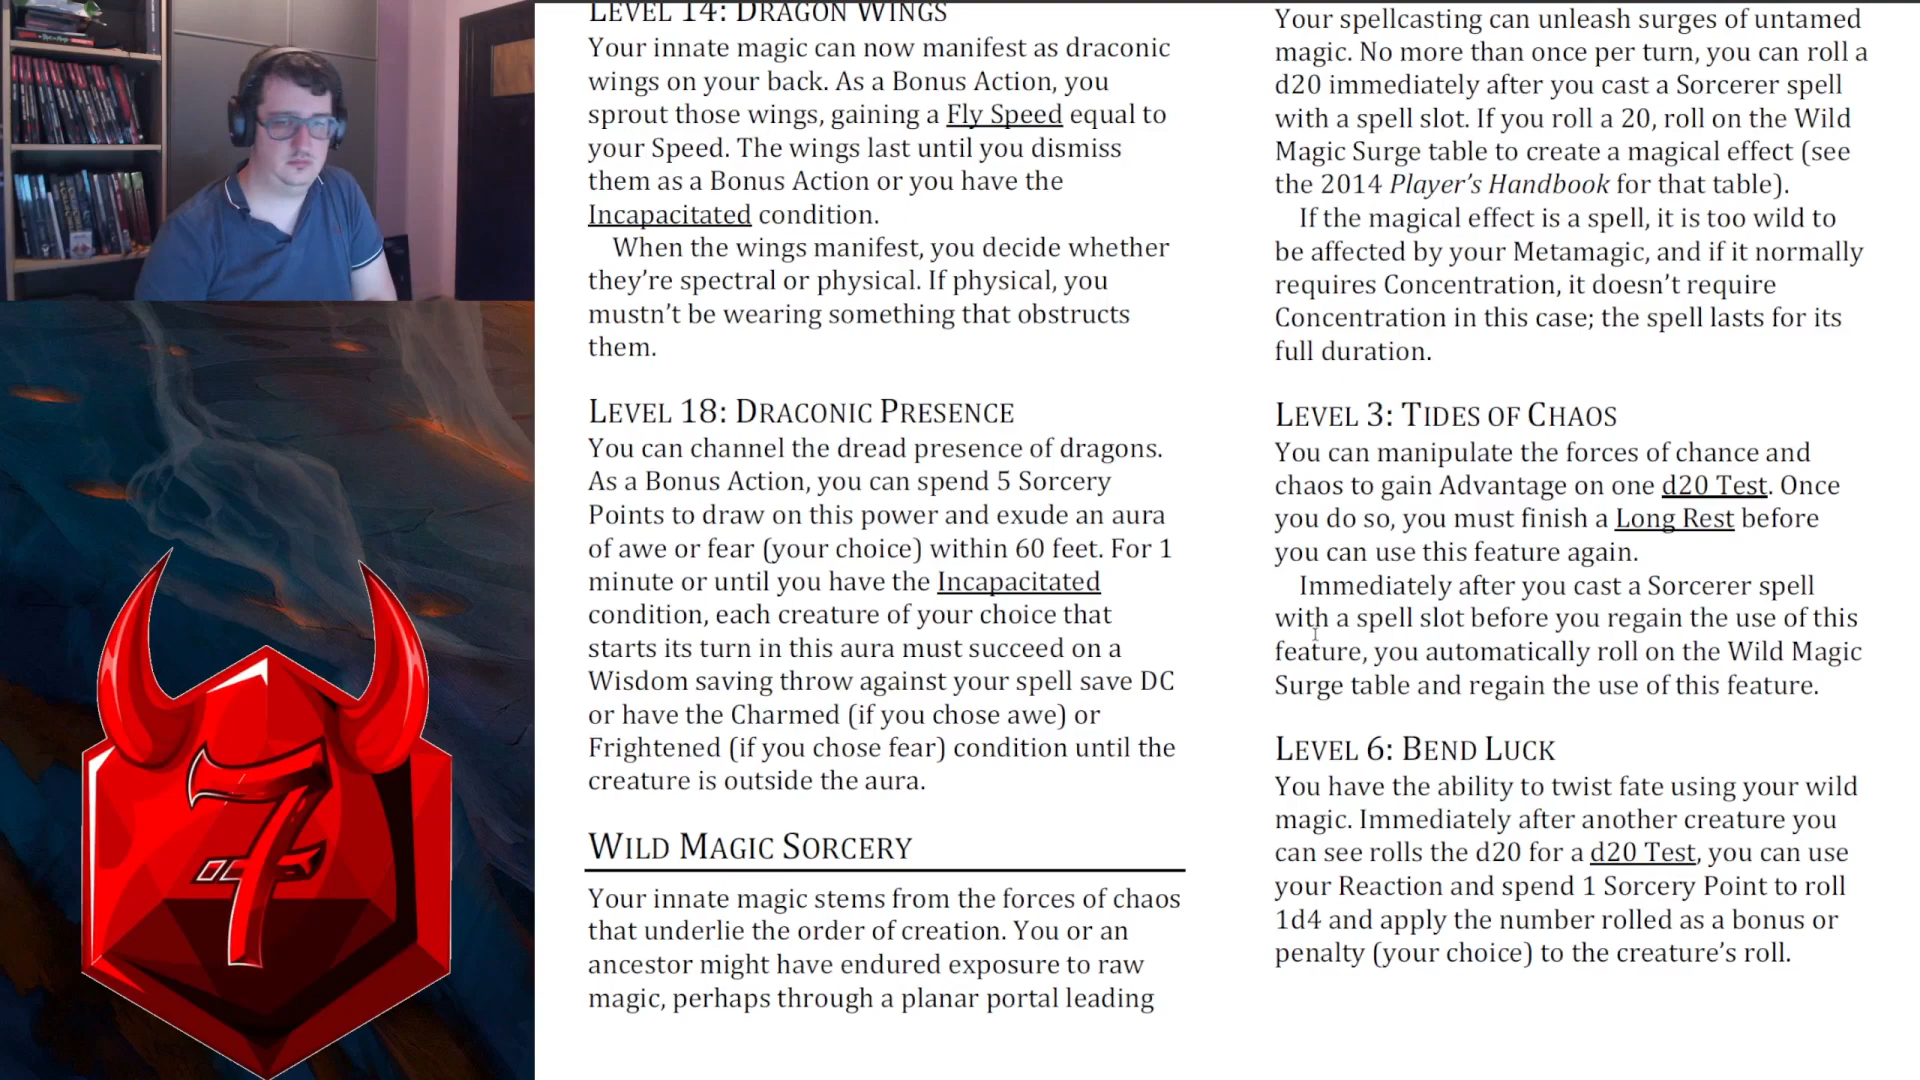 LEVEL 14: DRAGON WINGS
Your innate magic can now manifest as draconic
wings on your back. As a Bonus Action, you
sprout those wings, gaining a Fly Speed equal to
your Speed. The wings last until you dismiss
them as a Bonus Action or you have the
Incapacitated condition.
When the wings manifest, you decide whether
they're spectral or physical. If physical, you
mustn't be wearing something that obstructs
them.
LEVEL 18: DRACONIC PRESENCE
You can channel the dread presence of dragons.
As a Bonus Action, you can spend 5 Sorcery
Points to draw on this power and exude an aura
of awe or fear (your choice) within 60 feet. For 1
minute or until you have the Incapacitated
condition, each creature of your choice that
starts its turn in this aura must succeed on a
Wisdom saving throw against your spell save DC
or have the Charmed (if you chose awe) or
Frightened (if you chose fear) condition until the
creature is outside the aura.
WILD MAGIC SORCERY
Your innate magic stems from the forces of chaos
that underlie the order of creation. You or an
ancestor might have endured exposure to raw
magic, perhaps through a planar portal leading
Your spellcasting can unleash surges of untamed
magic. No more than once per turn, you can roll a
d20 immediately after you cast a Sorcerer spell
with a spell slot. If you roll a 20, roll on the Wild
Magic Surge table to create a magical effect (see
the 2014 Player's Handbook for that table).
If the magical effect is a spell, it is too wild to
be affected by your Metamagic, and if it normally
requires Concentration, it doesn't require
Concentration in this case; the spell lasts for its
full duration.
LEVEL 3: TIDES OF CHAOS
You can manipulate the forces of chance and
chaos to gain Advantage on one d20 Test. Once
you do so, you must finish a Long Rest before
you can use this feature again.
Immediately after you cast a Sorcerer spell
with a spell slot before you regain the use of this
feature, you automatically roll on the Wild Magic
Surge table and regain the use of this feature.
LEVEL 6: BEND LUCK
You have the ability to twist fate using your wild
magic. Immediately after another creature you
can see rolls the d20 for a d20 Test, you can use
your Reaction and spend 1 Sorcery Point to roll
1d4 and apply the number rolled as a bonus or
penalty (your choice) to the creature's roll.
7